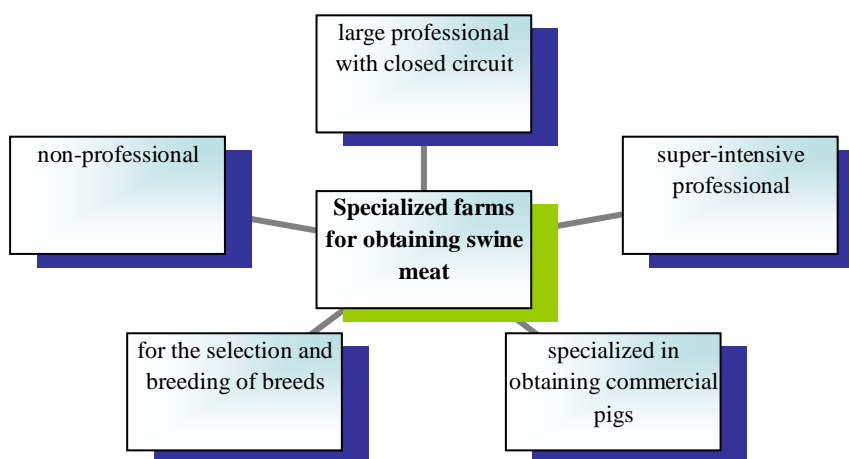 large professional
with closed circuit
non-professional
super-intensive
professional
Specialized farms
for obtaining swine
meat
for the selection and
breeding of breeds
specialized in
obtaining commercial
pigs